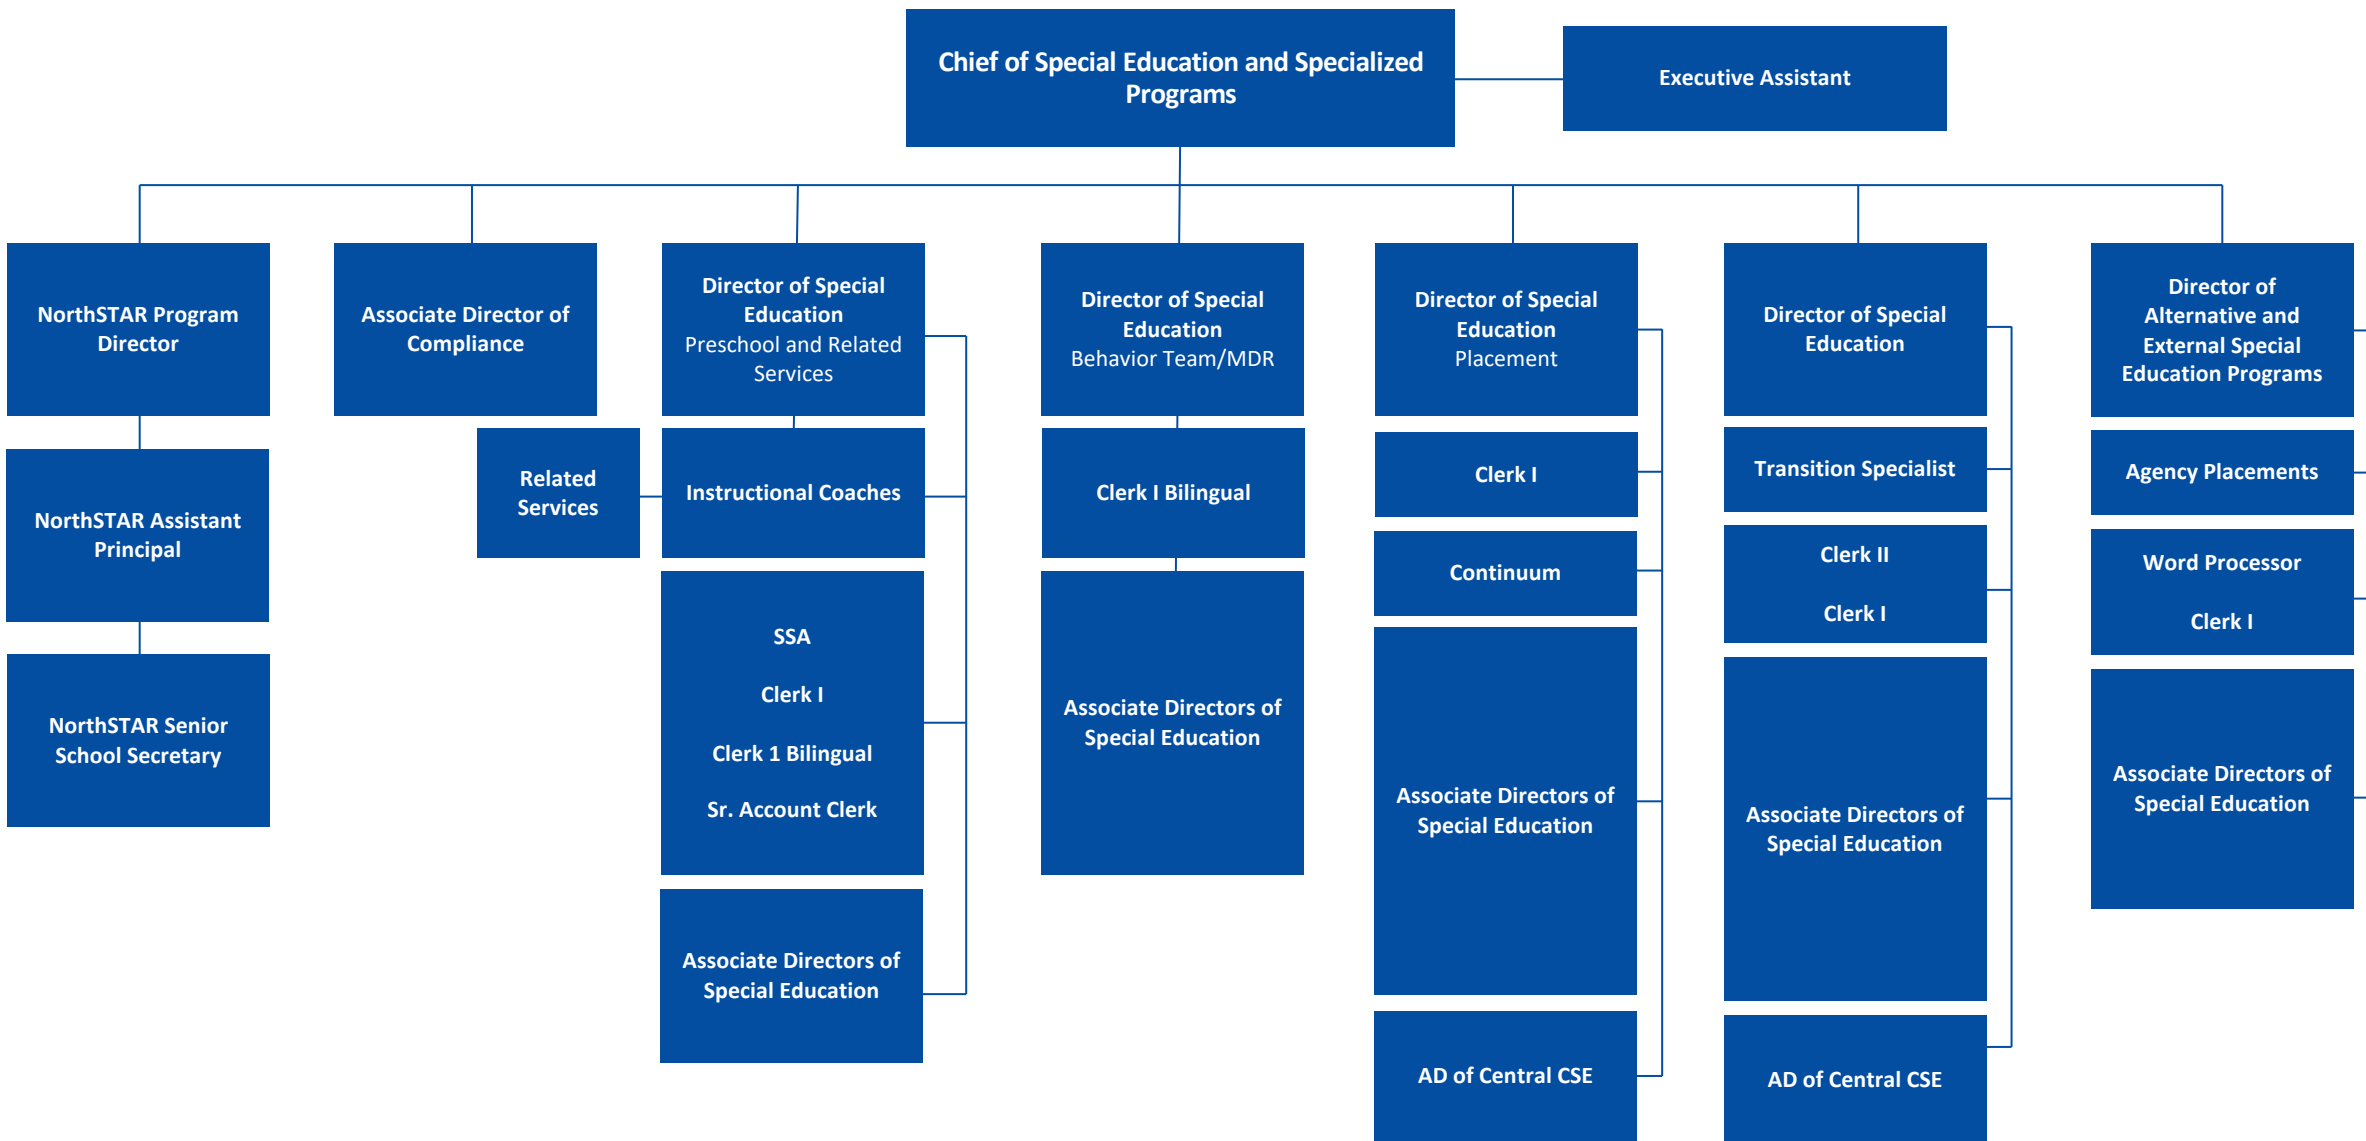 Chief of Special Education and Specialized
Programs
Executive Assistant
NorthSTAR Program
Director
NorthSTAR Assistant
Principal
NorthSTAR Senior
School Secretary
Associate Director of
Compliance
Director of Special
Education
Preschool and Related
Services
Related
Services
Instructional Coaches
SSA
Clerk I
Clerk 1 Bilingual
Sr. Account Clerk
Associate Directors of
Special Education
Director of Special
Education
Behavior Team/MDR
Clerk I Bilingual
Associate Directors of
Special Education
Director of Special
Education
Placement
Clerk I
Continuum
Associate Directors of
Special Education
AD of Central CSE
Director of Special
Education
Transition Specialist
Clerk II
Clerk I
Associate Directors of
Special Education
AD of Central CSE
Director of
Alternative and
External Special
Education Programs
Agency Placements
Word Processor
Clerk I
Associate Directors of
Special Education